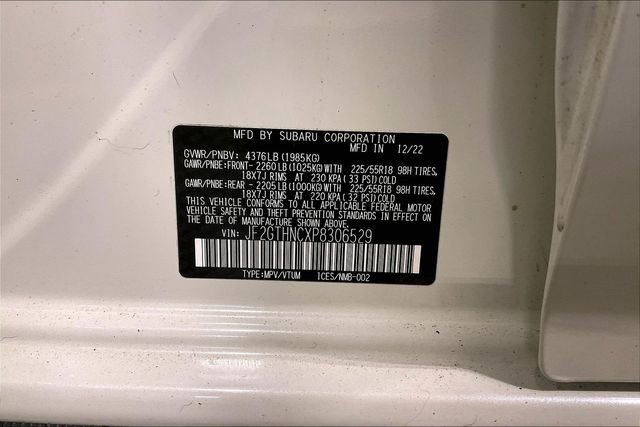 MFD BY SUBARU CORPORATION
MFD IN 12/22
GVWR/PNBV: 4376LB(1985KG)
GAWR/PNBE:FRONT- 2260LB(1025KG)WITH 225/55R18 98H TIRES,
18X7J RIMS AT 230 KPA(33 PSI)COLD
GAWR/PNBE:REAR - 2205LB(1000KG)WITH 225/55R18 98H TIRES,
18X7J RIMS AT 220 KPA(32 PSI)COLD
THIS VEHICLE CONFORMS TO ALL APPLICABLE FEDERAL MOTOR
VEHICLE SAFETY AND THEFT PREVENTION STANDARDS IN EFFECT ON
THE DATE OF MANUFACTURE SHOWN ABOVE.
VIN: JF2GTHNCXP8306529
TYPE:MPV/VTUM ICES/NMB-002